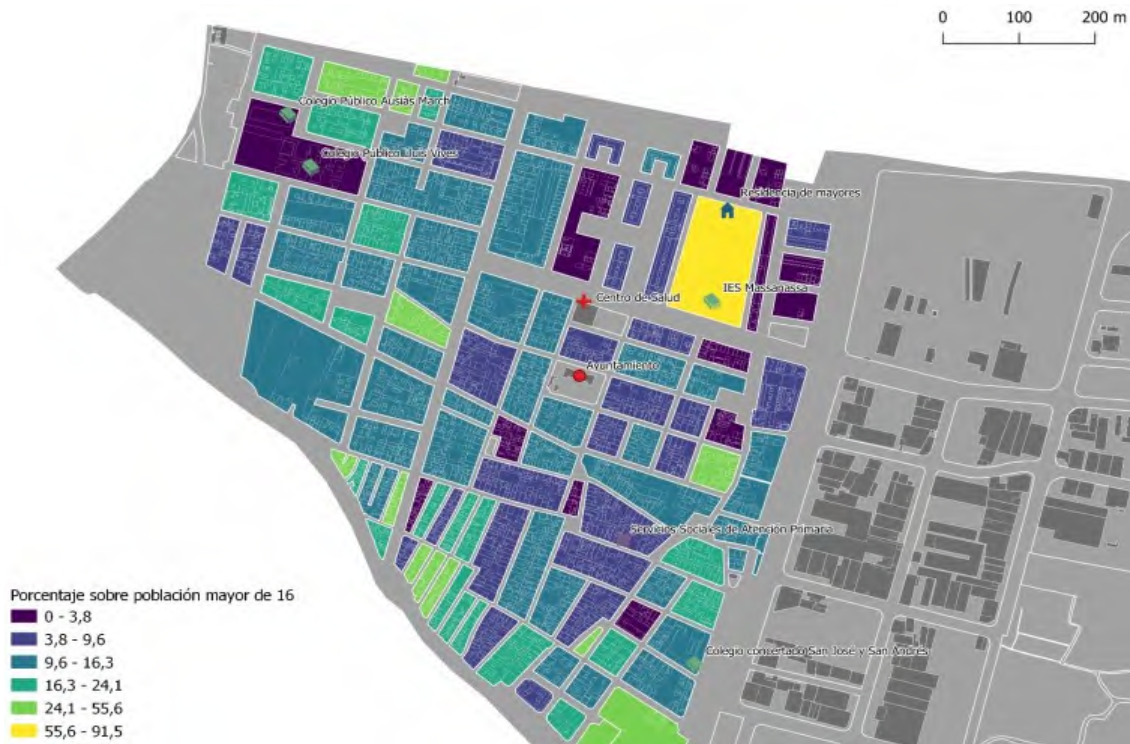 0 100 200 m
Colegio Público Ausiàs March
Colegio Público Lluis Vives
Residencia de mayores
IES Massanassa
Centro de Salud
Ayuntamiento
Servicios Sociales de Atención Primaria
Colegio concertado San José y San Andrés
Porcentaje sobre población mayor de 16
0 - 3,8
3,8 - 9,6
9,6 - 16,3
16,3 - 24,1
24,1 - 55,6
55,6 - 91,5